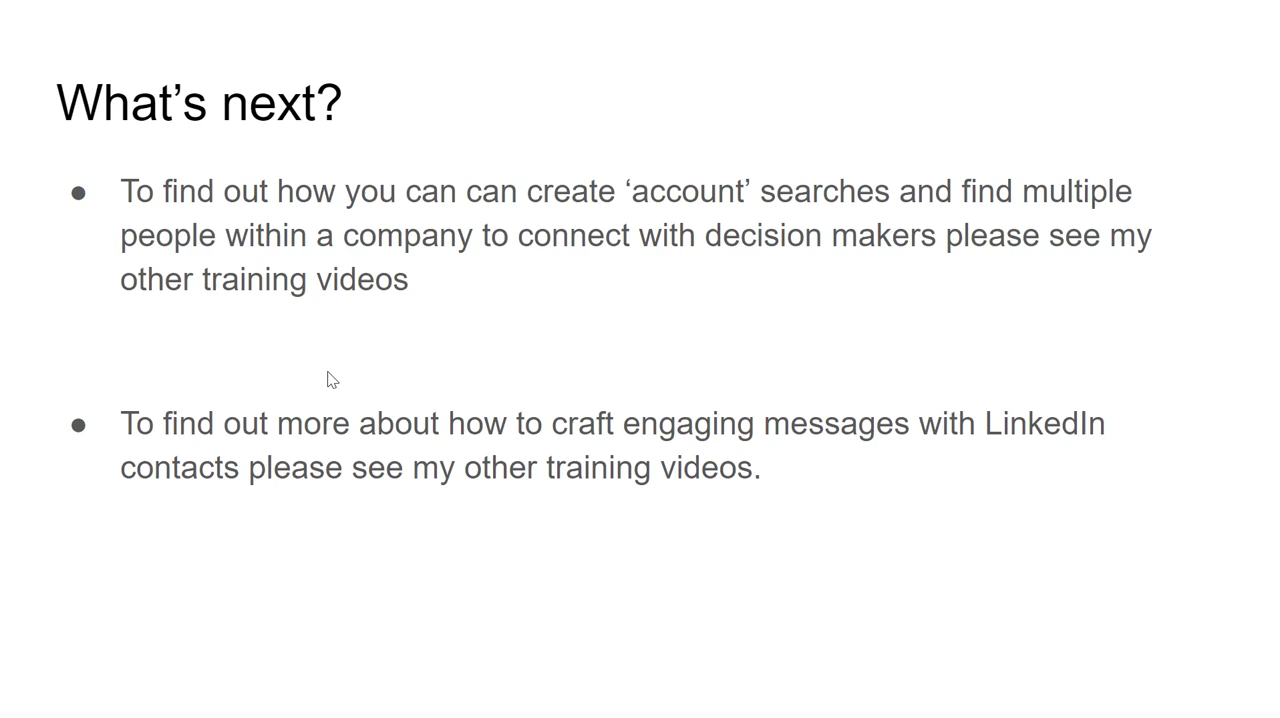 What’s next?
● To find out how you can can create ‘account’ searches and find multiple
people within a company to connect with decision makers please see my
other training videos
● To find out more about how to craft engaging messages with LinkedIn
contacts please see my other training videos.